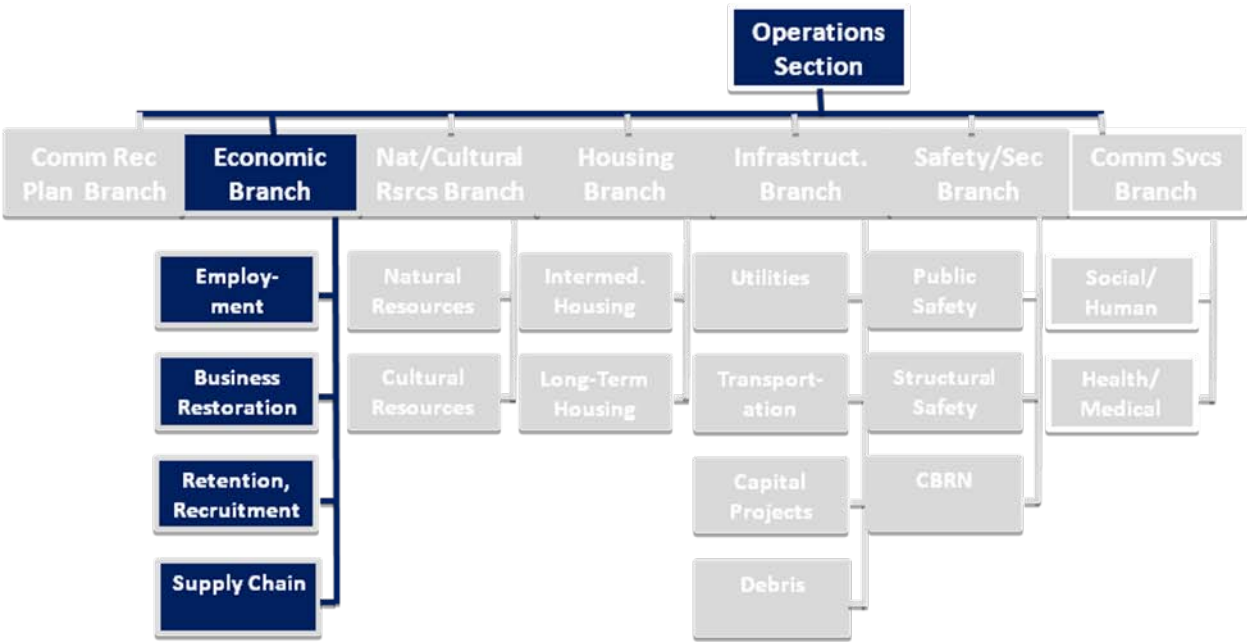 Operations
Section
Comm Rec
Plan Branch
Economic
Branch
Nat/Cultural
Rsrcs Branch
Housing
Branch
Infrastruct.
Branch
Safety/Sec
Branch
Comm Svcs
Branch
Employ-
ment
Business
Restoration
Retention,
Recruitment
Supply Chain
Natural
Resources
Cultural
Resources
Intermed.
Housing
Long-Term
Housing
Utilities
Transport-
ation
Capital
Projects
Debris
Public
Safety
Structural
Safety
CBRN
Social/
Human
Health/
Medical